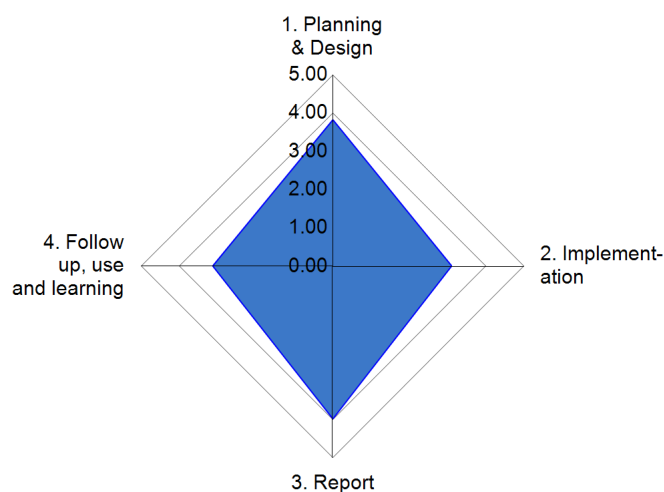 1. Planning
& Design
5.00
4.00
3.00
2.00
1.00
0.00
4. Follow
up, use
and learning
2. Implement-
ation
3. Report